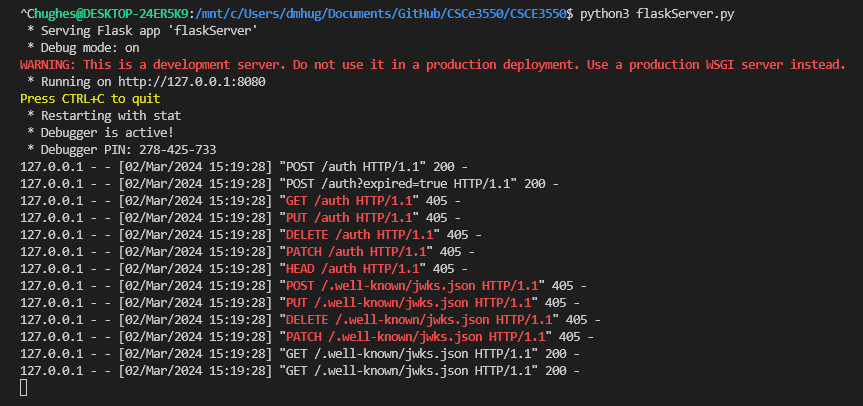 ^Chughes@DESKTOP-24ER5K9:/mnt/c/Users/dmhug/Documents/GitHub/CSCe3550/CSCE3550$ python3 flaskServer.py
 * Serving Flask app 'flaskServer'
 * Debug mode: on
WARNING: This is a development server. Do not use it in a production deployment. Use a production WSGI server instead.
 * Running on http://127.0.0.1:8080
Press CTRL+C to quit
 * Restarting with stat
 * Debugger is active!
 * Debugger PIN: 278-425-733
127.0.0.1 - - [02/Mar/2024 15:19:28] "POST /auth HTTP/1.1" 200 -
127.0.0.1 - - [02/Mar/2024 15:19:28] "POST /auth?expired=true HTTP/1.1" 200 -
127.0.0.1 - - [02/Mar/2024 15:19:28] "GET /auth HTTP/1.1" 405 -
127.0.0.1 - - [02/Mar/2024 15:19:28] "PUT /auth HTTP/1.1" 405 -
127.0.0.1 - - [02/Mar/2024 15:19:28] "DELETE /auth HTTP/1.1" 405 -
127.0.0.1 - - [02/Mar/2024 15:19:28] "PATCH /auth HTTP/1.1" 405 -
127.0.0.1 - - [02/Mar/2024 15:19:28] "HEAD /auth HTTP/1.1" 405 -
127.0.0.1 - - [02/Mar/2024 15:19:28] "POST /.well-known/jwks.json HTTP/1.1" 405 -
127.0.0.1 - - [02/Mar/2024 15:19:28] "PUT /.well-known/jwks.json HTTP/1.1" 405 -
127.0.0.1 - - [02/Mar/2024 15:19:28] "DELETE /.well-known/jwks.json HTTP/1.1" 405 -
127.0.0.1 - - [02/Mar/2024 15:19:28] "PATCH /.well-known/jwks.json HTTP/1.1" 405 -
127.0.0.1 - - [02/Mar/2024 15:19:28] "GET /.well-known/jwks.json HTTP/1.1" 200 -
127.0.0.1 - - [02/Mar/2024 15:19:28] "GET /.well-known/jwks.json HTTP/1.1" 200 -